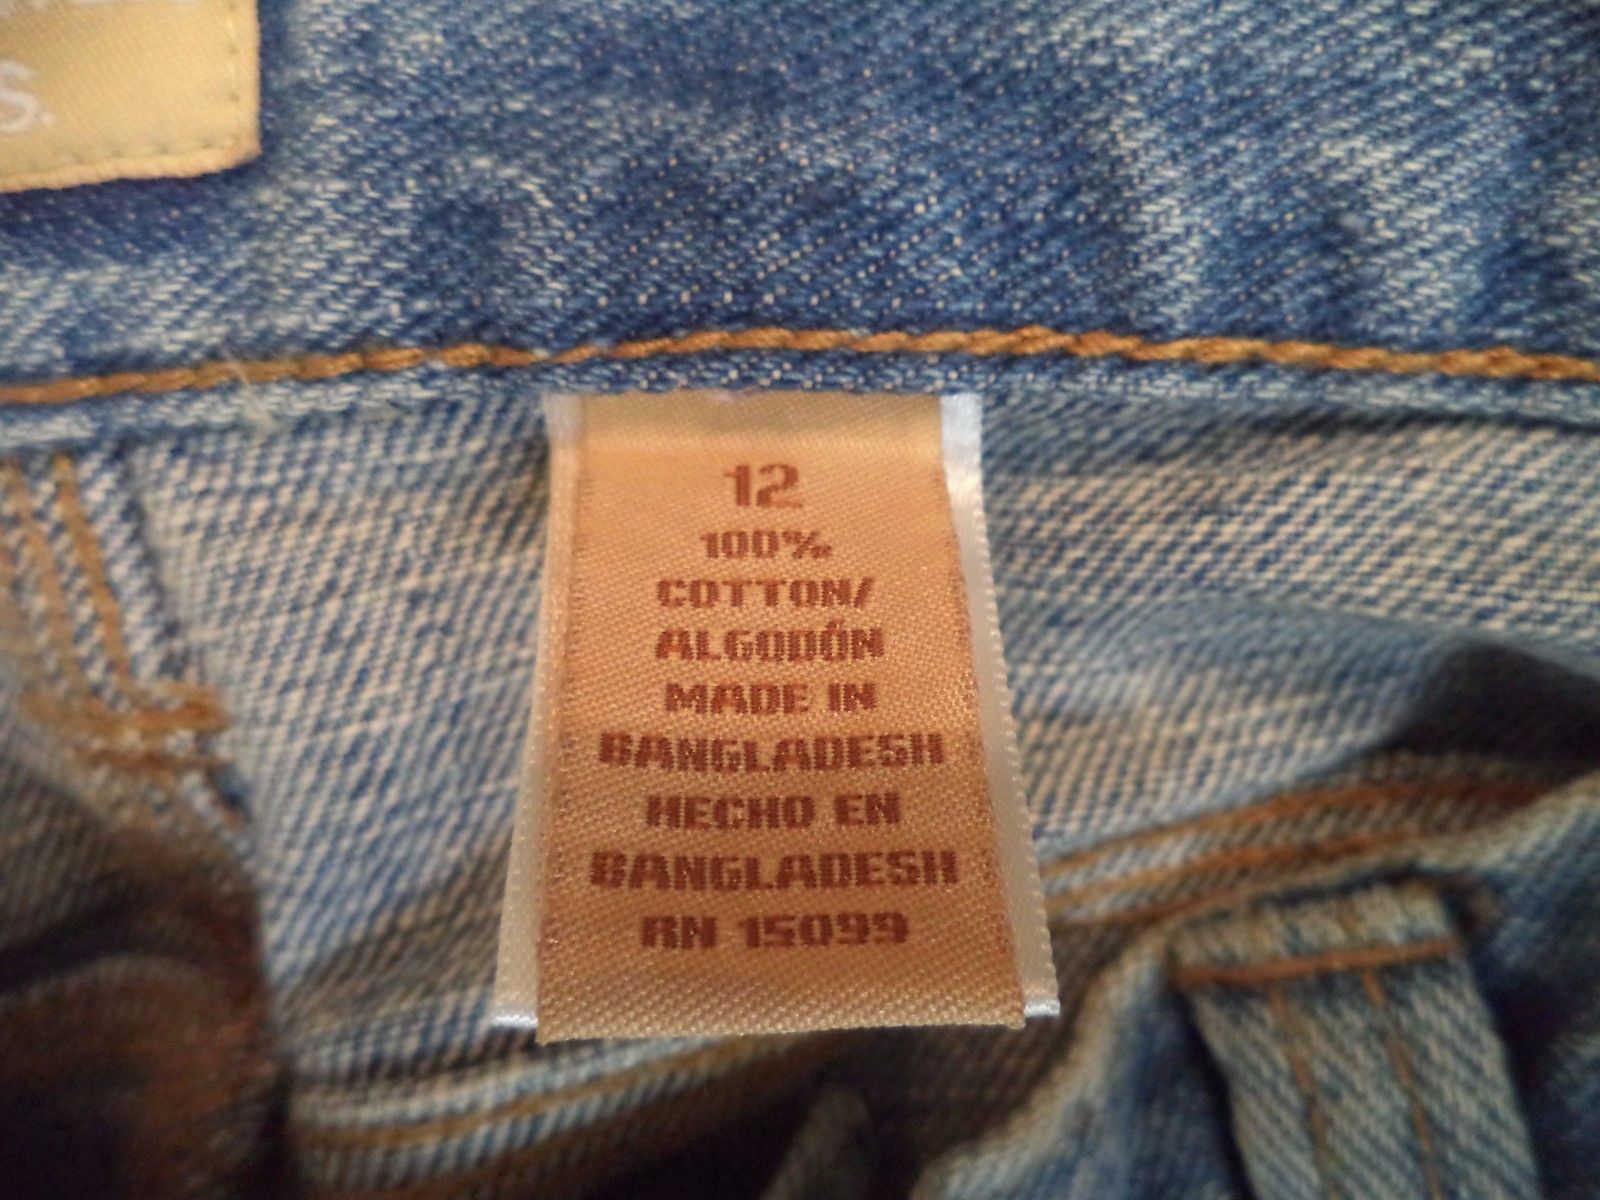 s.
12
100%
COTTON/
ALGODÓN
MADE IN
BANGLADESH
HECHO EN
BANGLADESH
RN 15099